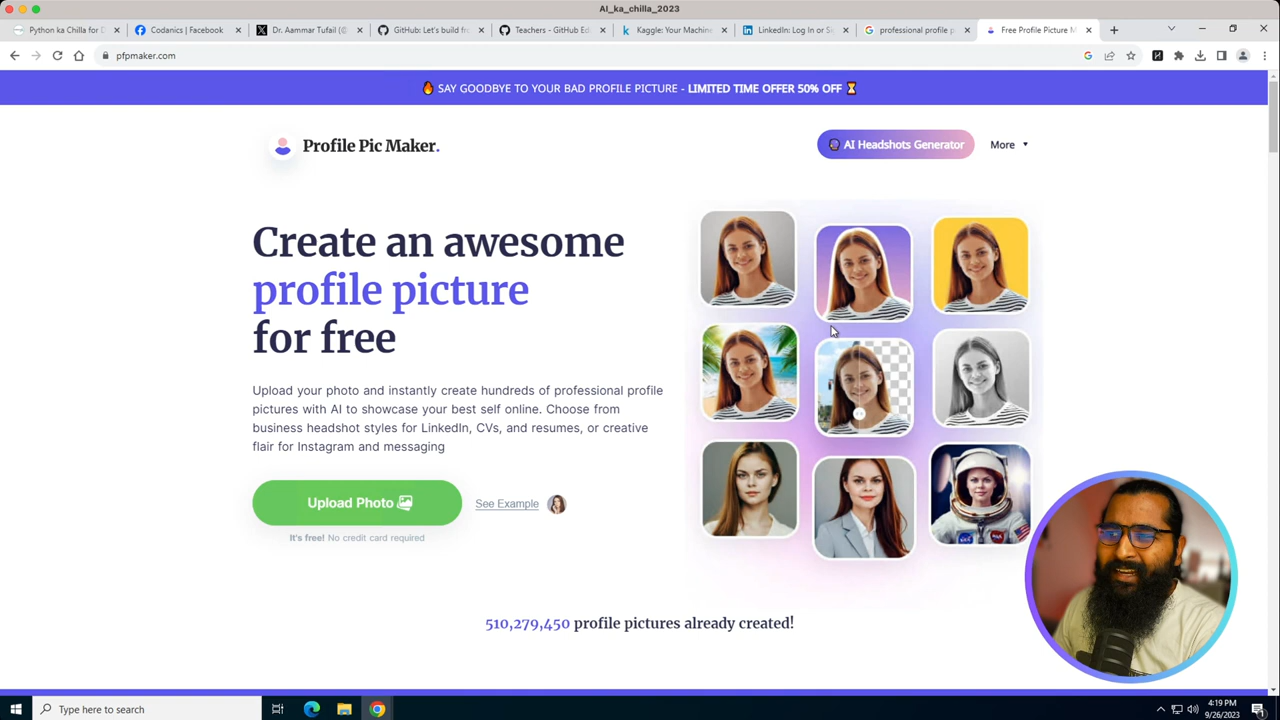 AI_ka_chilla_2023
Python ka Chilla for D
Codanics | Facebook
Dr. Aammar Tufail (@
GitHub: Let's build fro
Teachers - GitHub Ed
Kaggle: Your Machine
LinkedIn: Log In or Si
professional profile p
Free Profile Picture M
pfpmaker.com
SAY GOODBYE TO YOUR BAD PROFILE PICTURE - LIMITED TIME OFFER 50% OFF
Profile Pic Maker.
AI Headshots Generator
More
Create an awesome
profile picture
for free
Upload your photo and instantly create hundreds of professional profile
pictures with AI to showcase your best self online. Choose from
business headshot styles for LinkedIn, CVs, and resumes, or creative
flair for Instagram and messaging
Upload Photo
See Example
It's free! No credit card required
510,279,450 profile pictures already created!
Type here to search
4:19 PM
9/26/2023